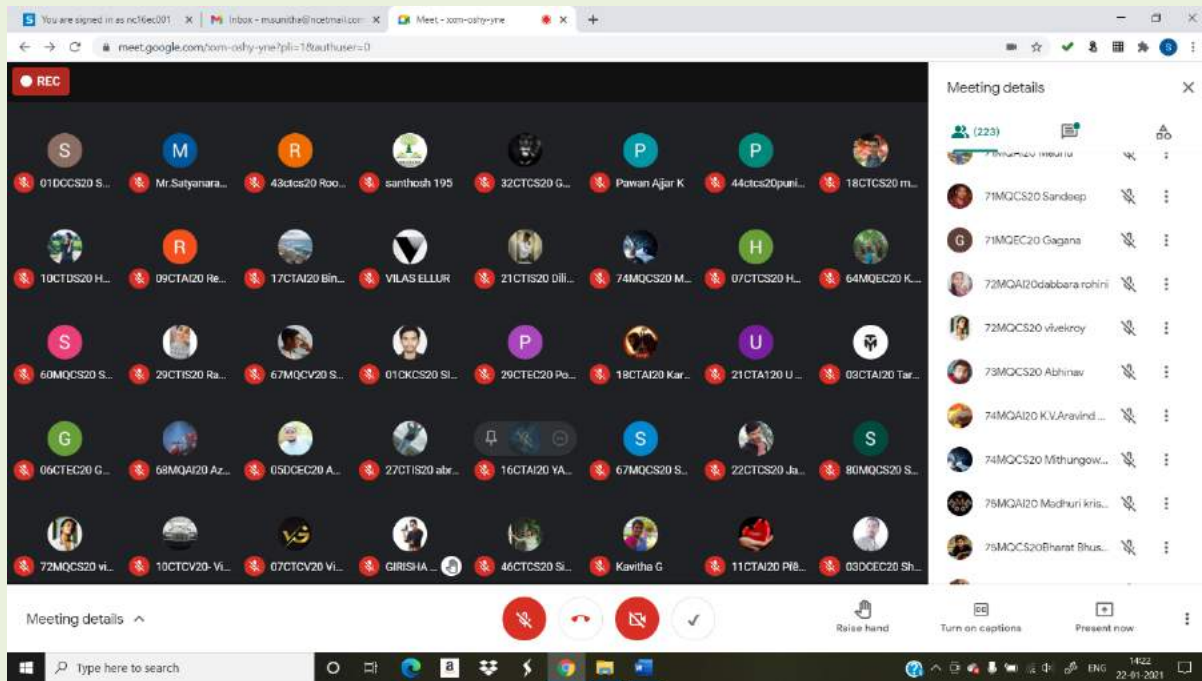 You are signed in as nc16ec001
Inbox - msunitha@ncetmail.com
Meet - xom-oshy-yne
meet.google.com/xom-oshy-yne?pli=1&authuser=0
S
REC
Meeting details
(223)
S M R P P
01DCCS20 S... Mr.Satyanara... 43ctcs20 Roo... santhosh 195 32CTCS20 G... Pawan Ajjar K 44ctcs20puni... 18CTCS20 m...
71MQCS20 Sandeep
R H
10CTDS20 H... 09CTAI20 Re... 17CTAI20 Bin... VILAS ELLUR 21CTIS20 Dili... 74MQCS20 M... 07CTCS20 H... 64MQEC20 K...
G 71MQEC20 Gagana
72MQAI20dabbara rohini
72MQCS20 vivekroy
S P U
60MQCS20 S... 29CTIS20 Ra... 67MQCV20 S... 01CKCS20 SI... 29CTEC20 Po... 18CTAI20 Kar... 21CTA120 U ... 03CTAI20 Tar...
73MQCS20 Abhinav
74MQAI20 K.V.Aravind ...
G S S
06CTEC20 G... 68MQAI20 Az... 05DCEC20 A... 27CTIS20 abr... 16CTAI20 YA... 67MQCS20 S... 22CTCS20 Ja... 80MQCS20 S...
74MQCS20 Mithungow...
75MQAI20 Madhuri kris...
75MQCS20Bharat Bhus...
VG
72MQCS20 vi... 10CTCV20- Vi... 07CTCV20 Vi... GIRISHA ... 46CTCS20 Si... Kavitha G 11CTAI20 Pre... 03DCEC20 Sh...
Meeting details
Raise hand Turn on captions Present now
Type here to search
ENG
14:22
22-01-2021